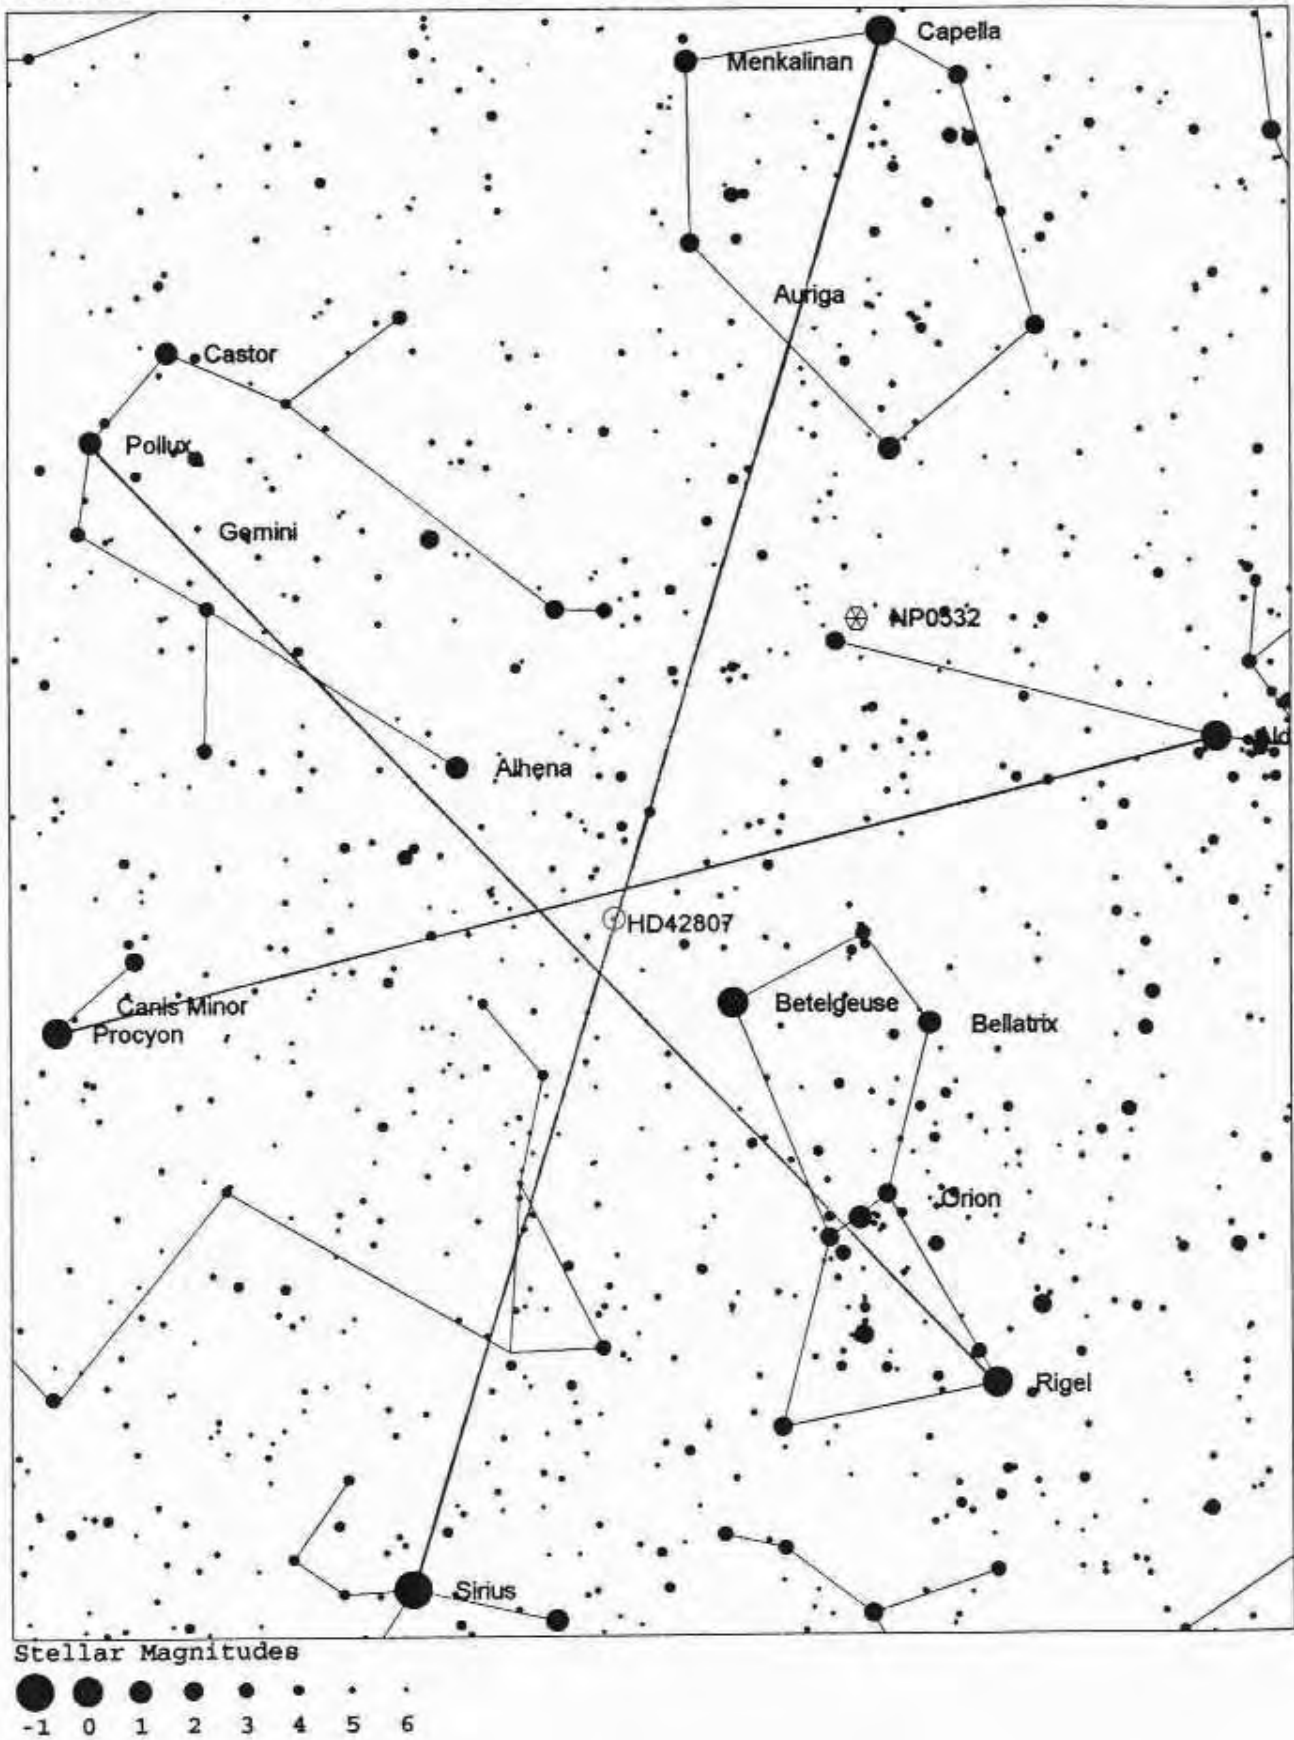 Capella
Menkalinan
Auriga
Castor
Pollux
Gemini
NP0532
Ald
Alhena
HD42807
Betelgeuse
Bellatrix
Canis Minor
Procyon
Orion
Rigel
Sirius
Stellar Magnitudes
-1 0 1 2 3 4 5 6